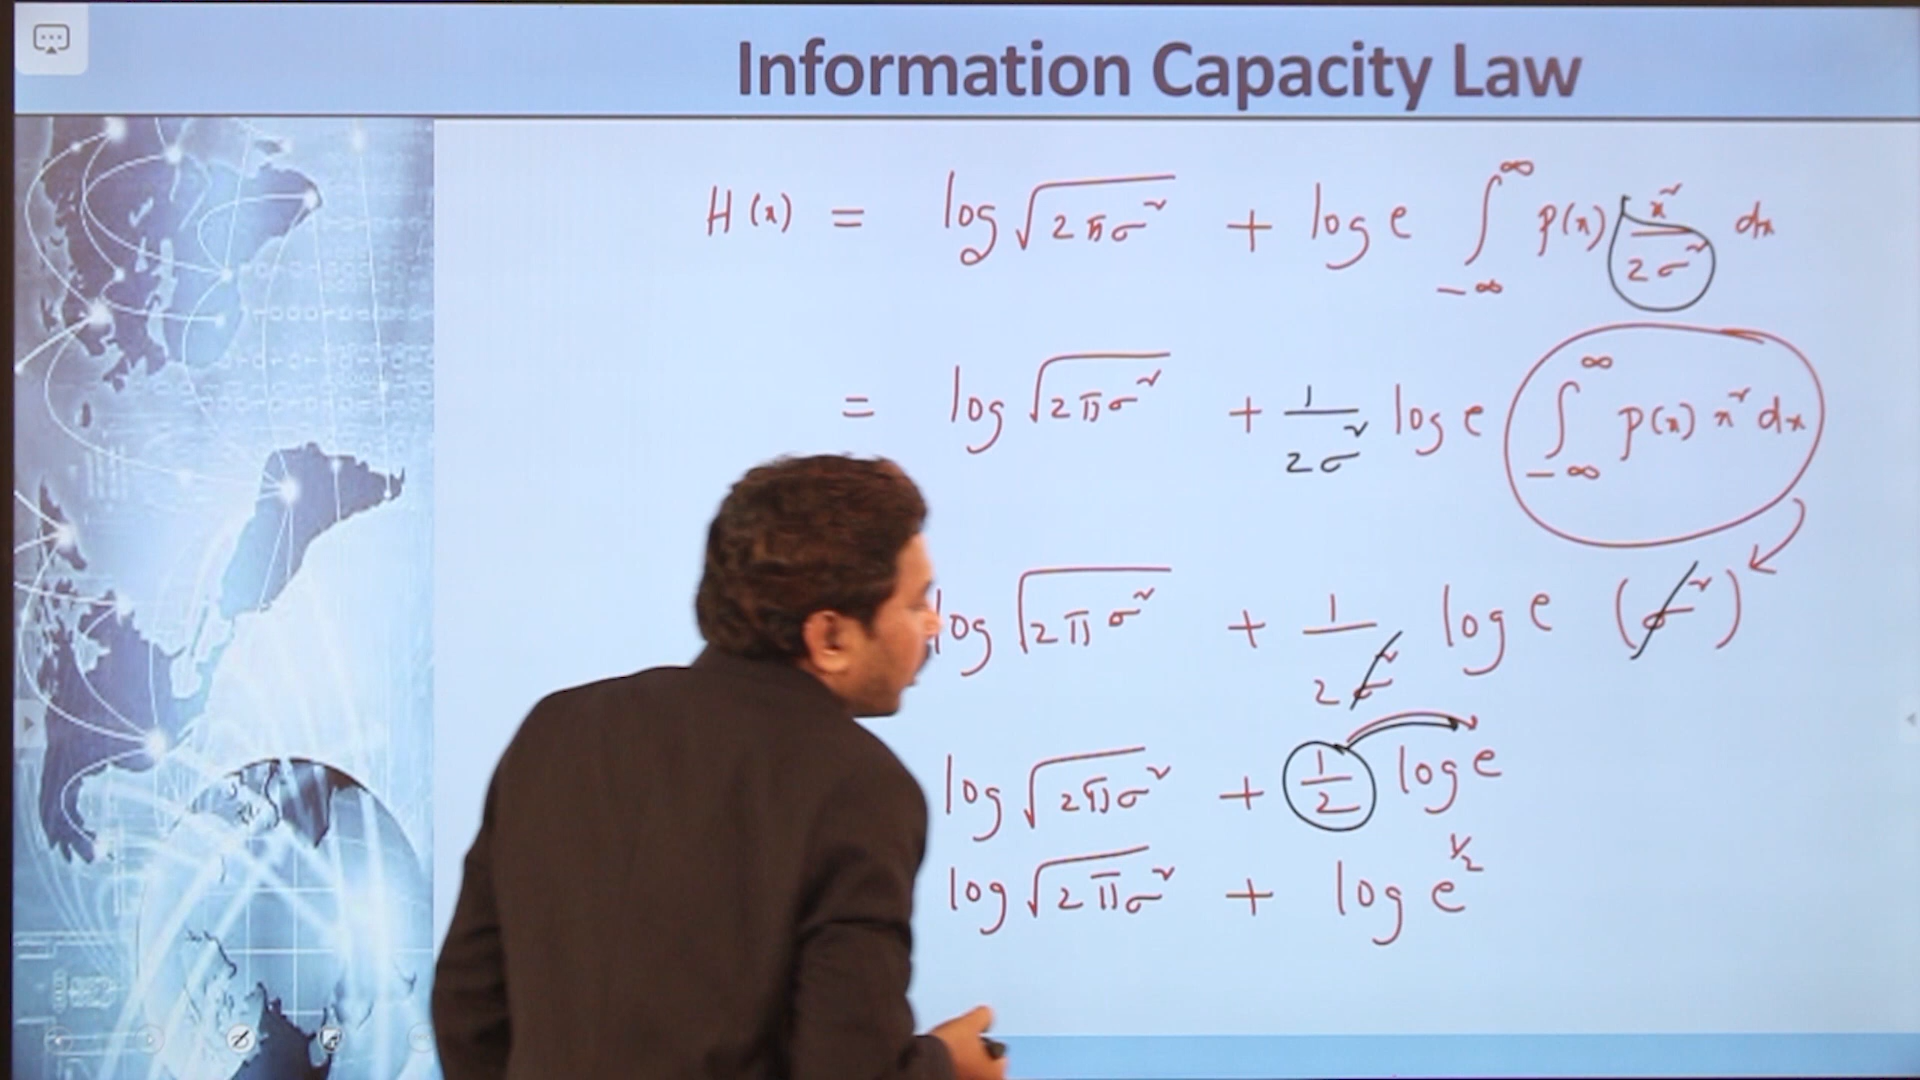 Information Capacity Law
H(x) = log √2πσ² + log e ∫_{-∞}^{∞} p(x) x²/2σ² dx
= log √2πσ² + 1/2σ² log e ∫_{-∞}^{∞} p(x) x² dx
log √2πσ² + 1/2σ² log e (σ²)
log √2πσ² + 1/2 log e
log √2πσ² + log e^{1/2}